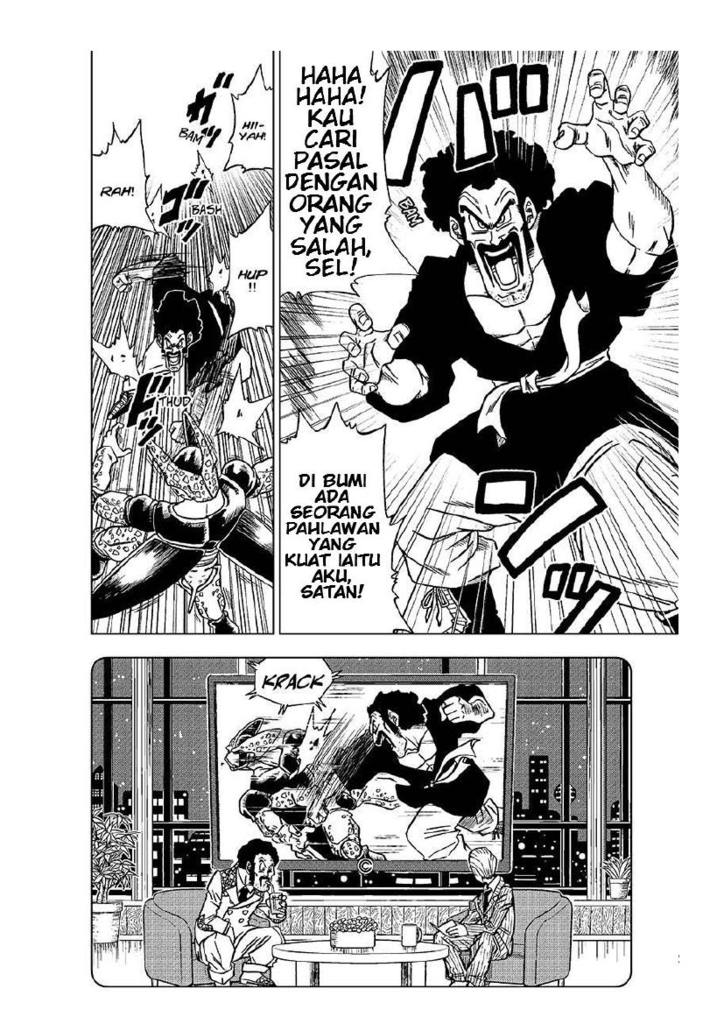 HAHA
HAHA!
KAU
CARI
PASAL
DENGAN
ORANG
YANG
SALAH,
SEL!
BAM
DI BUMI
ADA
SEORANG
PAHLAWAN
YANG
KUAT IAITU
AKU,
SATAN!
HII-
YAH!
ガッ
BAM
RAH!
ゴッ
BASH
HUP
!!
ドッ
THUD
KRACK